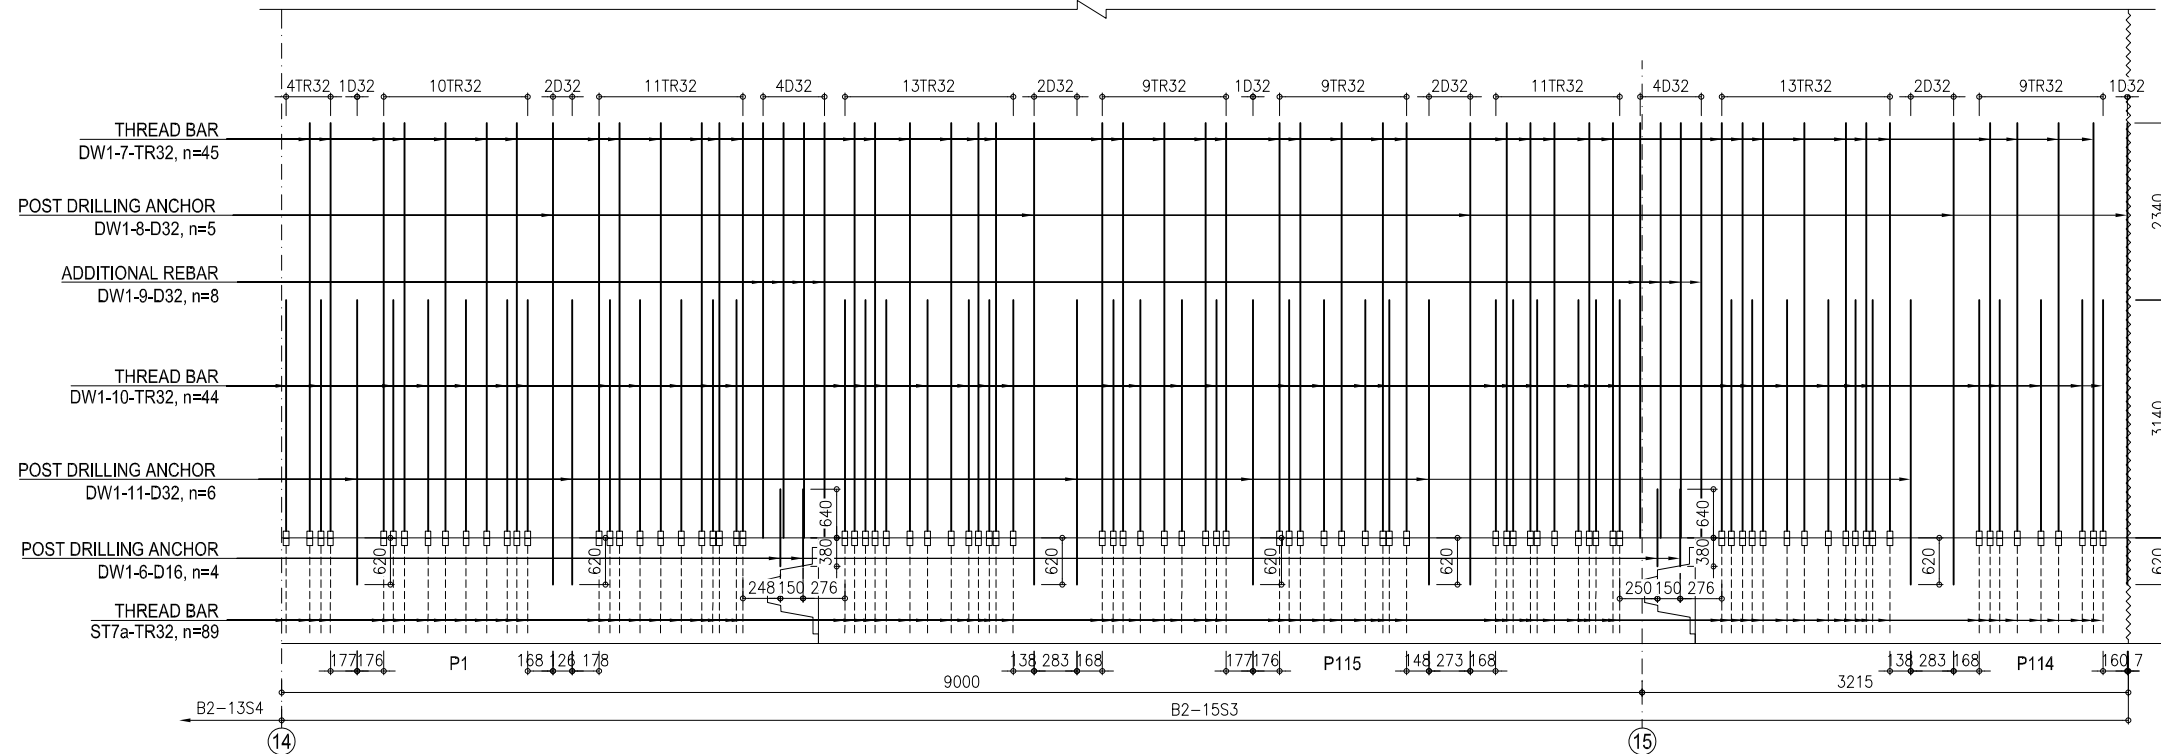 4TR32 1D32 10TR32 2D32 11TR32 4D32 13TR32 2D32 9TR32 1D32 9TR32 2D32 11TR32 4D32 13TR32 2D32 9TR32 1D32
THREAD BAR
DW1-7-TR32, n=45
POST DRILLING ANCHOR
DW1-8-D32, n=5
2340
ADDITIONAL REBAR
DW1-9-D32, n=8
THREAD BAR
DW1-10-TR32, n=44
3140
POST DRILLING ANCHOR
DW1-11-D32, n=6
640 640
POST DRILLING ANCHOR
DW1-6-D16, n=4
620 620 380 620 620 620 380 620 620
248 150 276 250 150 276
THREAD BAR
ST7a-TR32, n=89
177 176 P1 168 126 178 138 283 168 177 176 P115 148 273 168 138 283 168 P114 160 7
9000 3215
B2-13S4 B2-15S3
14 15